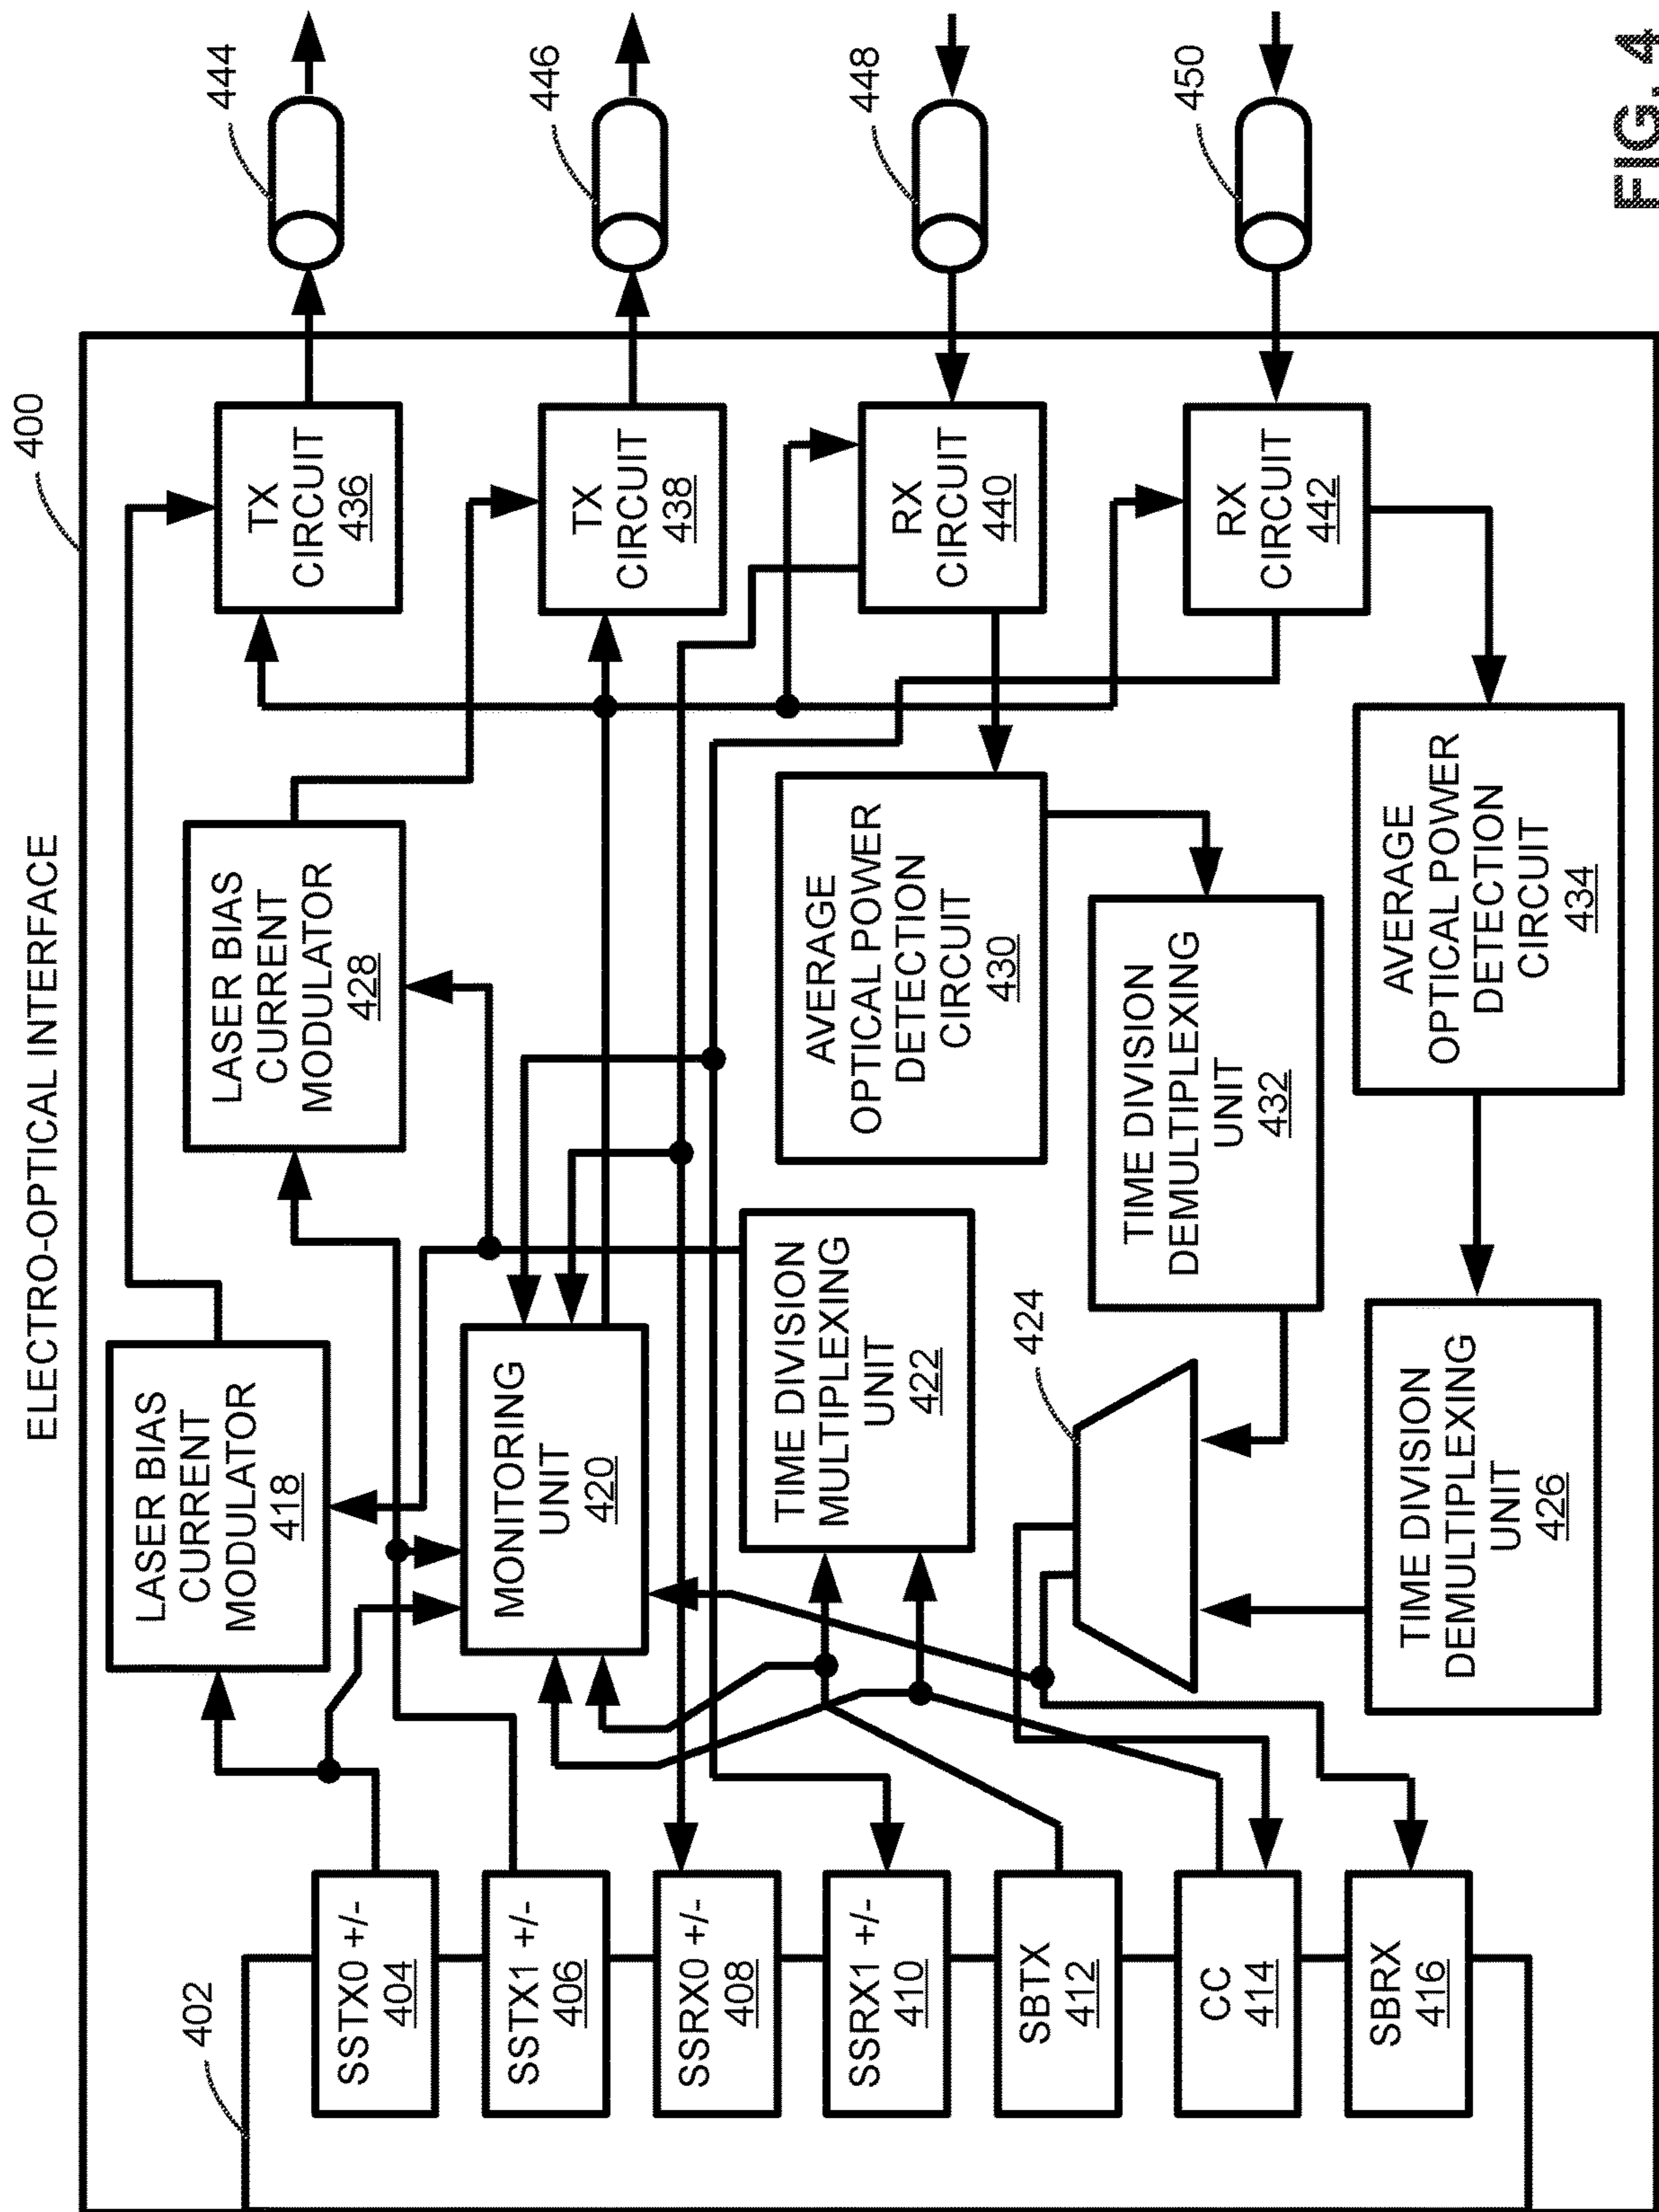 ELECTRO-OPTICAL INTERFACE
400
402
SSTX0 +/-
404
SSTX1 +/-
406
SSRX0 +/-
408
SSRX1 +/-
410
SBTX
412
CC
414
SBRX
416
LASER BIAS
CURRENT
MODULATOR
418
MONITORING
UNIT
420
TIME DIVISION
MULTIPLEXING
UNIT
422
424
TIME DIVISION
DEMULTIPLEXING
UNIT
426
LASER BIAS
CURRENT
MODULATOR
428
AVERAGE
OPTICAL POWER
DETECTION
CIRCUIT
430
TIME DIVISION
DEMULTIPLEXING
UNIT
432
AVERAGE
OPTICAL POWER
DETECTION
CIRCUIT
434
TX
CIRCUIT
436
TX
CIRCUIT
438
RX
CIRCUIT
440
RX
CIRCUIT
442
444
446
448
450
FIG. 4